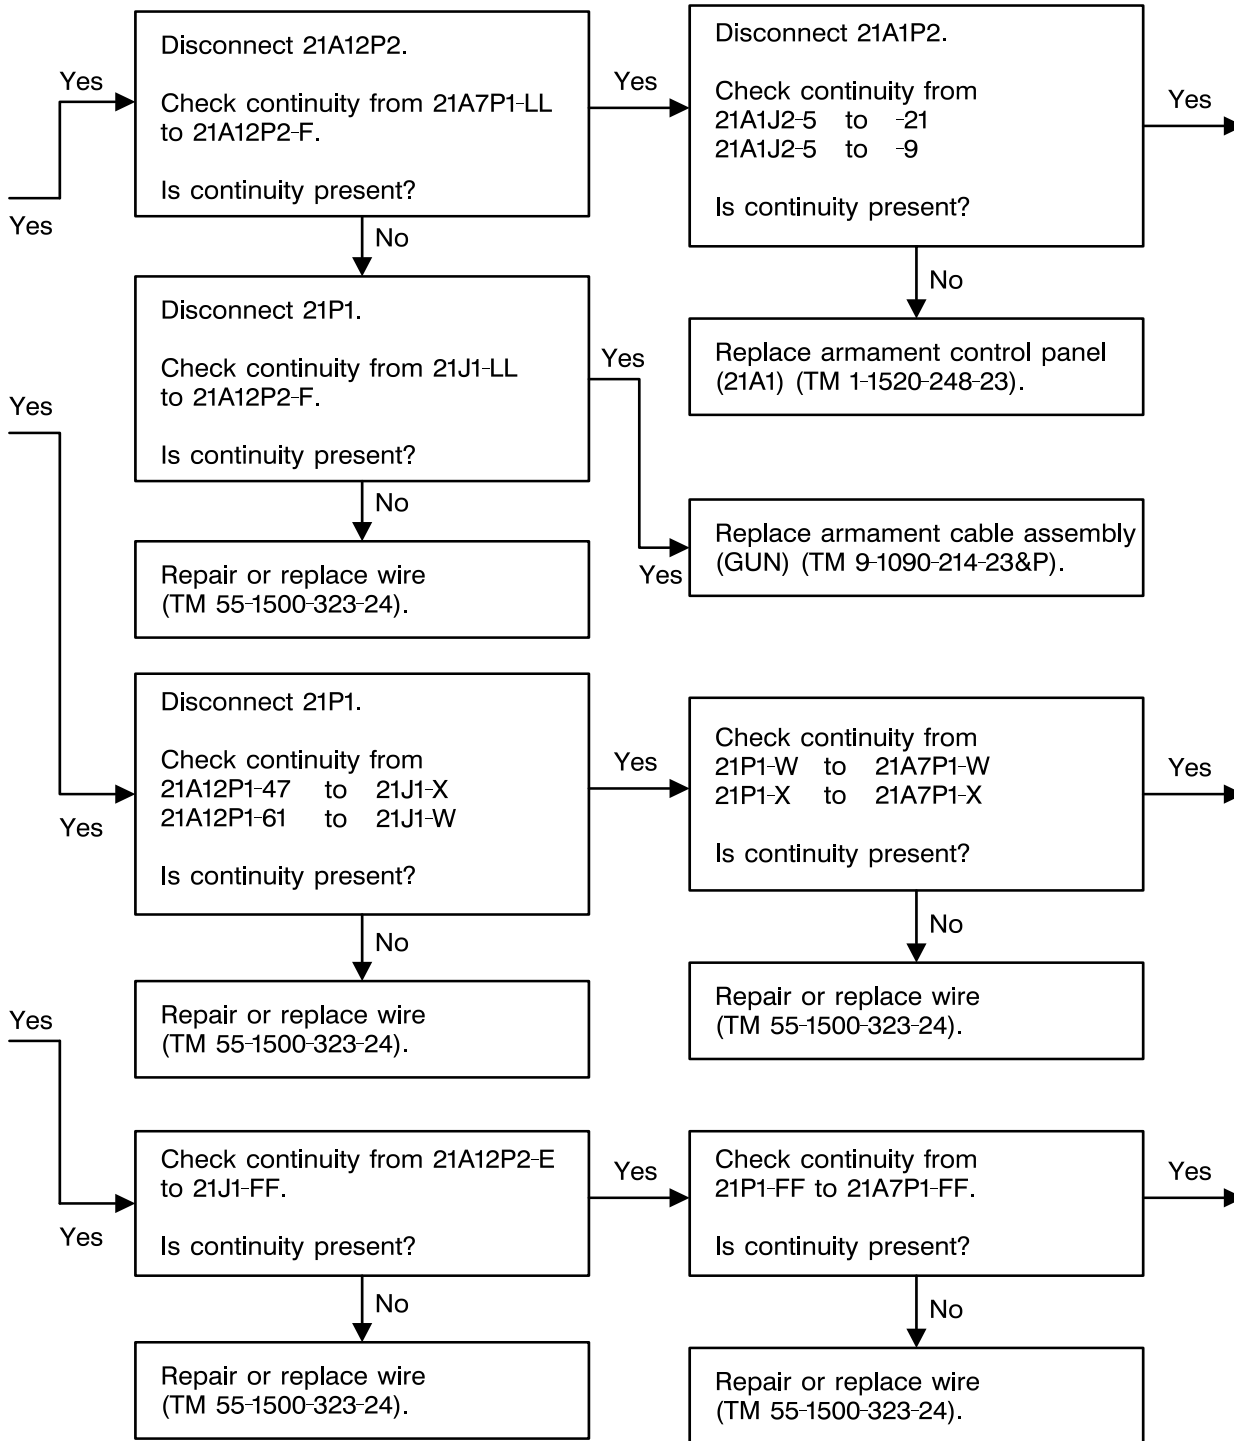 Yes
Yes
Disconnect 21A12P2.
Check continuity from 21A7P1-LL
to 21A12P2-F.
Is continuity present?
Yes
Disconnect 21A1P2.
Check continuity from
21A1J2-5 to -21
21A1J2-5 to -9
Is continuity present?
Yes
No
No
Disconnect 21P1.
Check continuity from 21J1-LL
to 21A12P2-F.
Is continuity present?
Yes
Yes
Replace armament control panel
(21A1) (TM 1-1520-248-23).
No
Replace armament cable assembly
(GUN) (TM 9-1090-214-23&P).
Repair or replace wire
(TM 55-1500-323-24).
Yes
Yes
Disconnect 21P1.
Check continuity from
21A12P1-47 to 21J1-X
21A12P1-61 to 21J1-W
Is continuity present?
Yes
Check continuity from
21P1-W to 21A7P1-W
21P1-X to 21A7P1-X
Is continuity present?
Yes
No
No
Repair or replace wire
(TM 55-1500-323-24).
Repair or replace wire
(TM 55-1500-323-24).
Yes
Yes
Check continuity from 21A12P2-E
to 21J1-FF.
Is continuity present?
Yes
Check continuity from
21P1-FF to 21A7P1-FF.
Is continuity present?
Yes
No
No
Repair or replace wire
(TM 55-1500-323-24).
Repair or replace wire
(TM 55-1500-323-24).